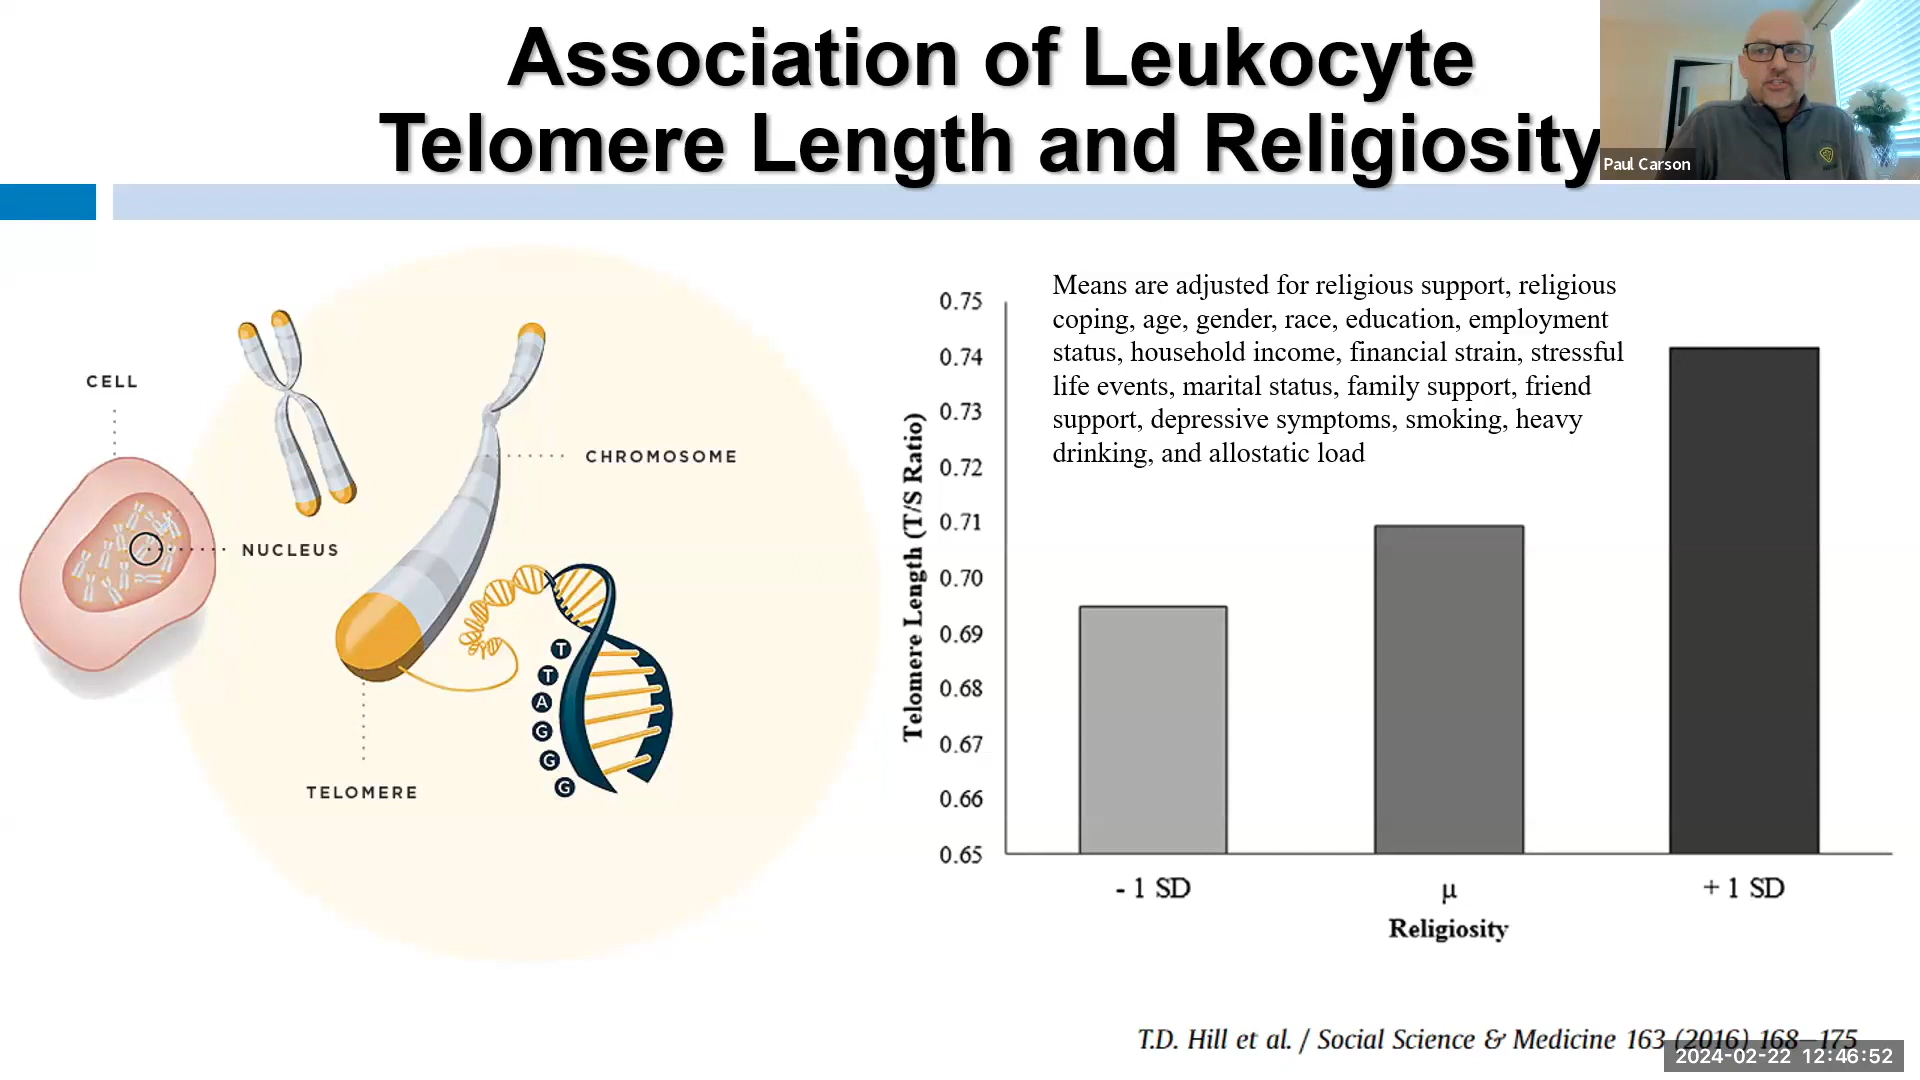 Association of Leukocyte
Telomere Length and Religiosity
Paul Carson
CELL
CHROMOSOME
NUCLEUS
TELOMERE
T
T
A
G
G
G
Means are adjusted for religious support, religious
coping, age, gender, race, education, employment
status, household income, financial strain, stressful
life events, marital status, family support, friend
support, depressive symptoms, smoking, heavy
drinking, and allostatic load
Telomere Length (T/S Ratio)
0.75
0.74
0.73
0.72
0.71
0.70
0.69
0.68
0.67
0.66
0.65
- 1 SD
μ
+ 1 SD
Religiosity
T.D. Hill et al. / Social Science & Medicine 163 (2016) 168–175
2024-02-22 12:46:52